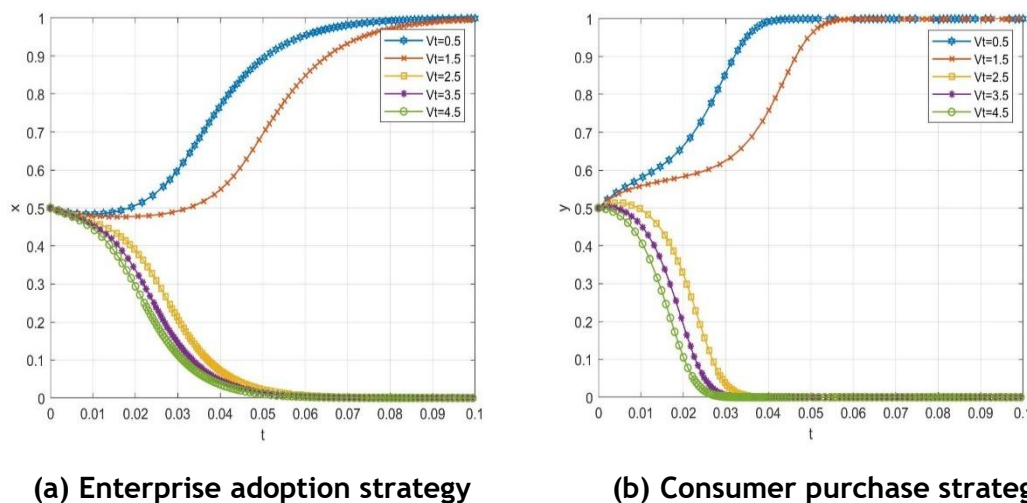 1
0.9
0.8
0.7
0.6
0.5
0.4
0.3
0.2
0.1
0
x
0 0.01 0.02 0.03 0.04 0.05 0.06 0.07 0.08 0.09 0.1
t
Vt=0.5
Vt=1.5
Vt=2.5
Vt=3.5
Vt=4.5
(a) Enterprise adoption strategy
1
0.9
0.8
0.7
0.6
0.5
0.4
0.3
0.2
0.1
0
y
0 0.01 0.02 0.03 0.04 0.05 0.06 0.07 0.08 0.09 0.1
t
Vt=0.5
Vt=1.5
Vt=2.5
Vt=3.5
Vt=4.5
(b) Consumer purchase strateg